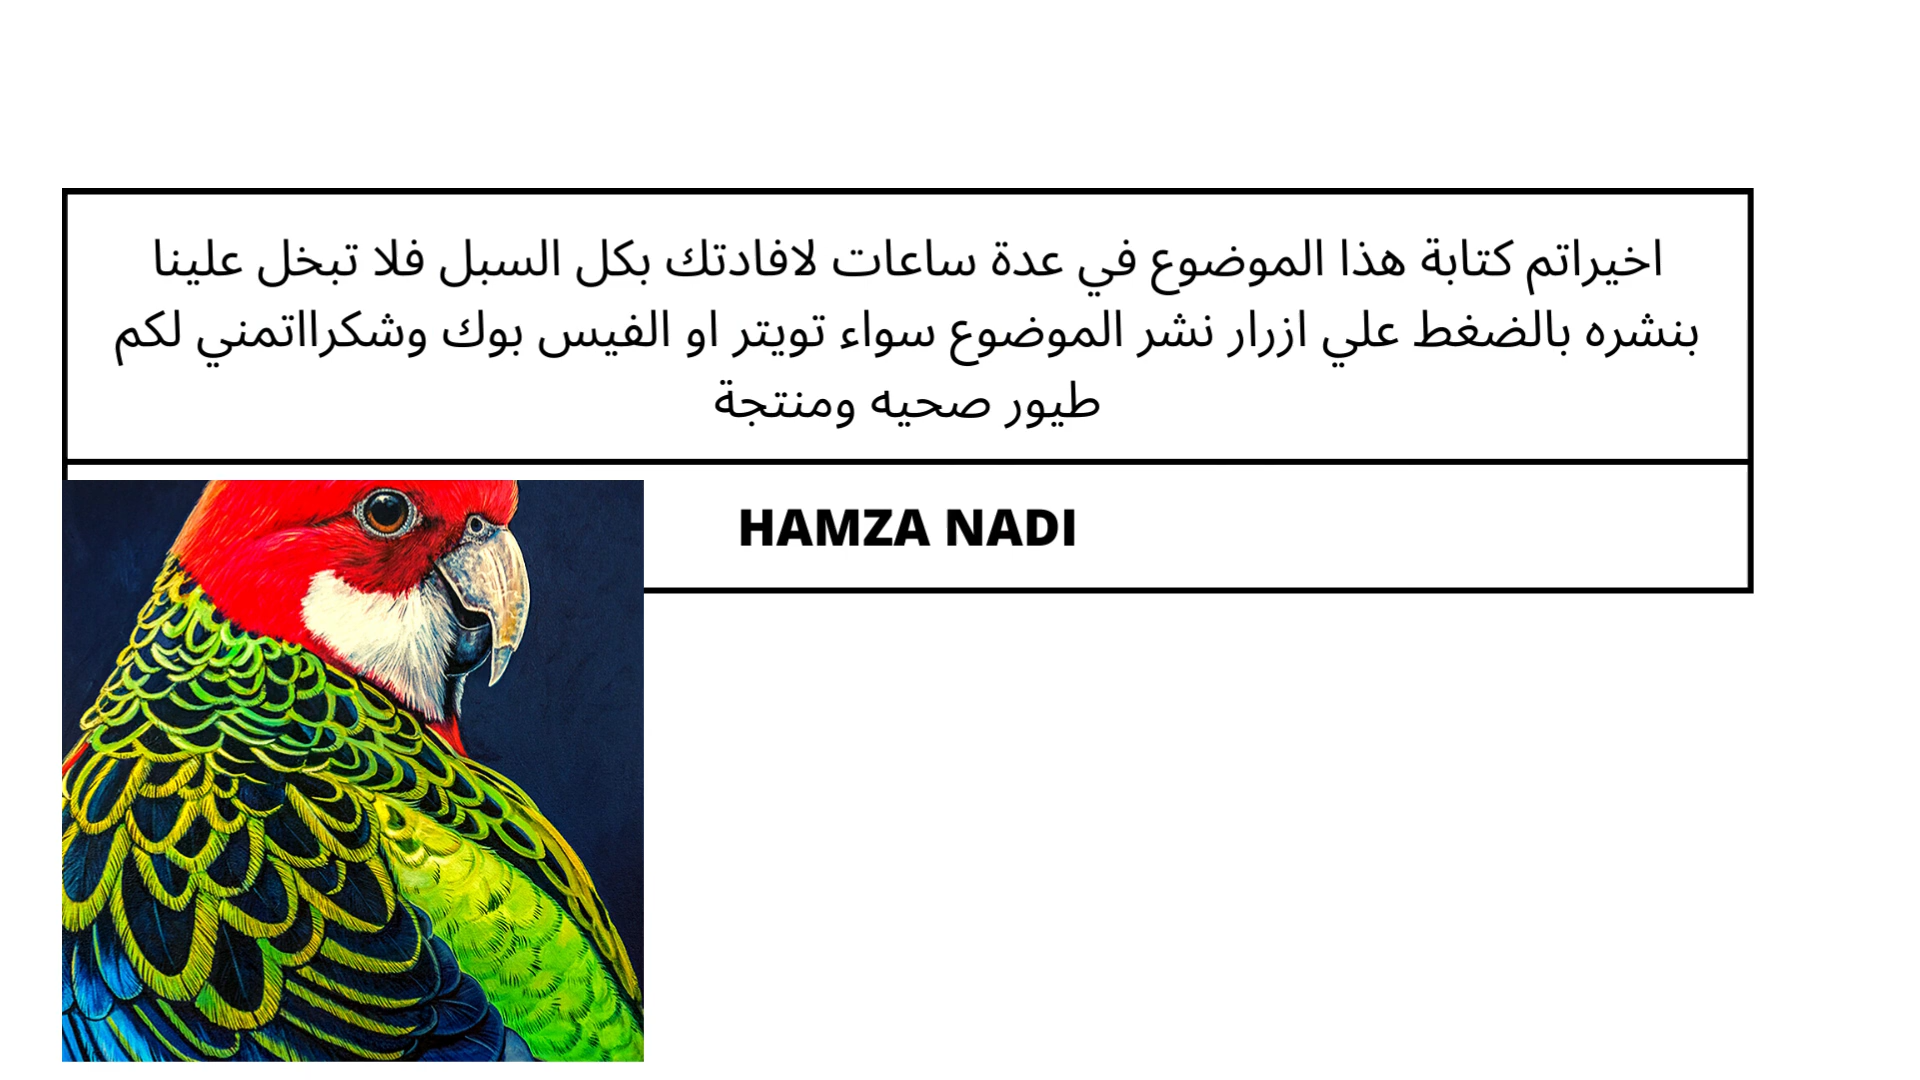 اخيراتم كتابة هذا الموضوع في عدة ساعات لافادتك بكل السبل فلا تبخل علينا
بنشره بالضغط علي ازرار نشر الموضوع سواء تويتر او الفيس بوك وشكرااتمني لكم
طيور صحيه ومنتجة
HAMZA NADI